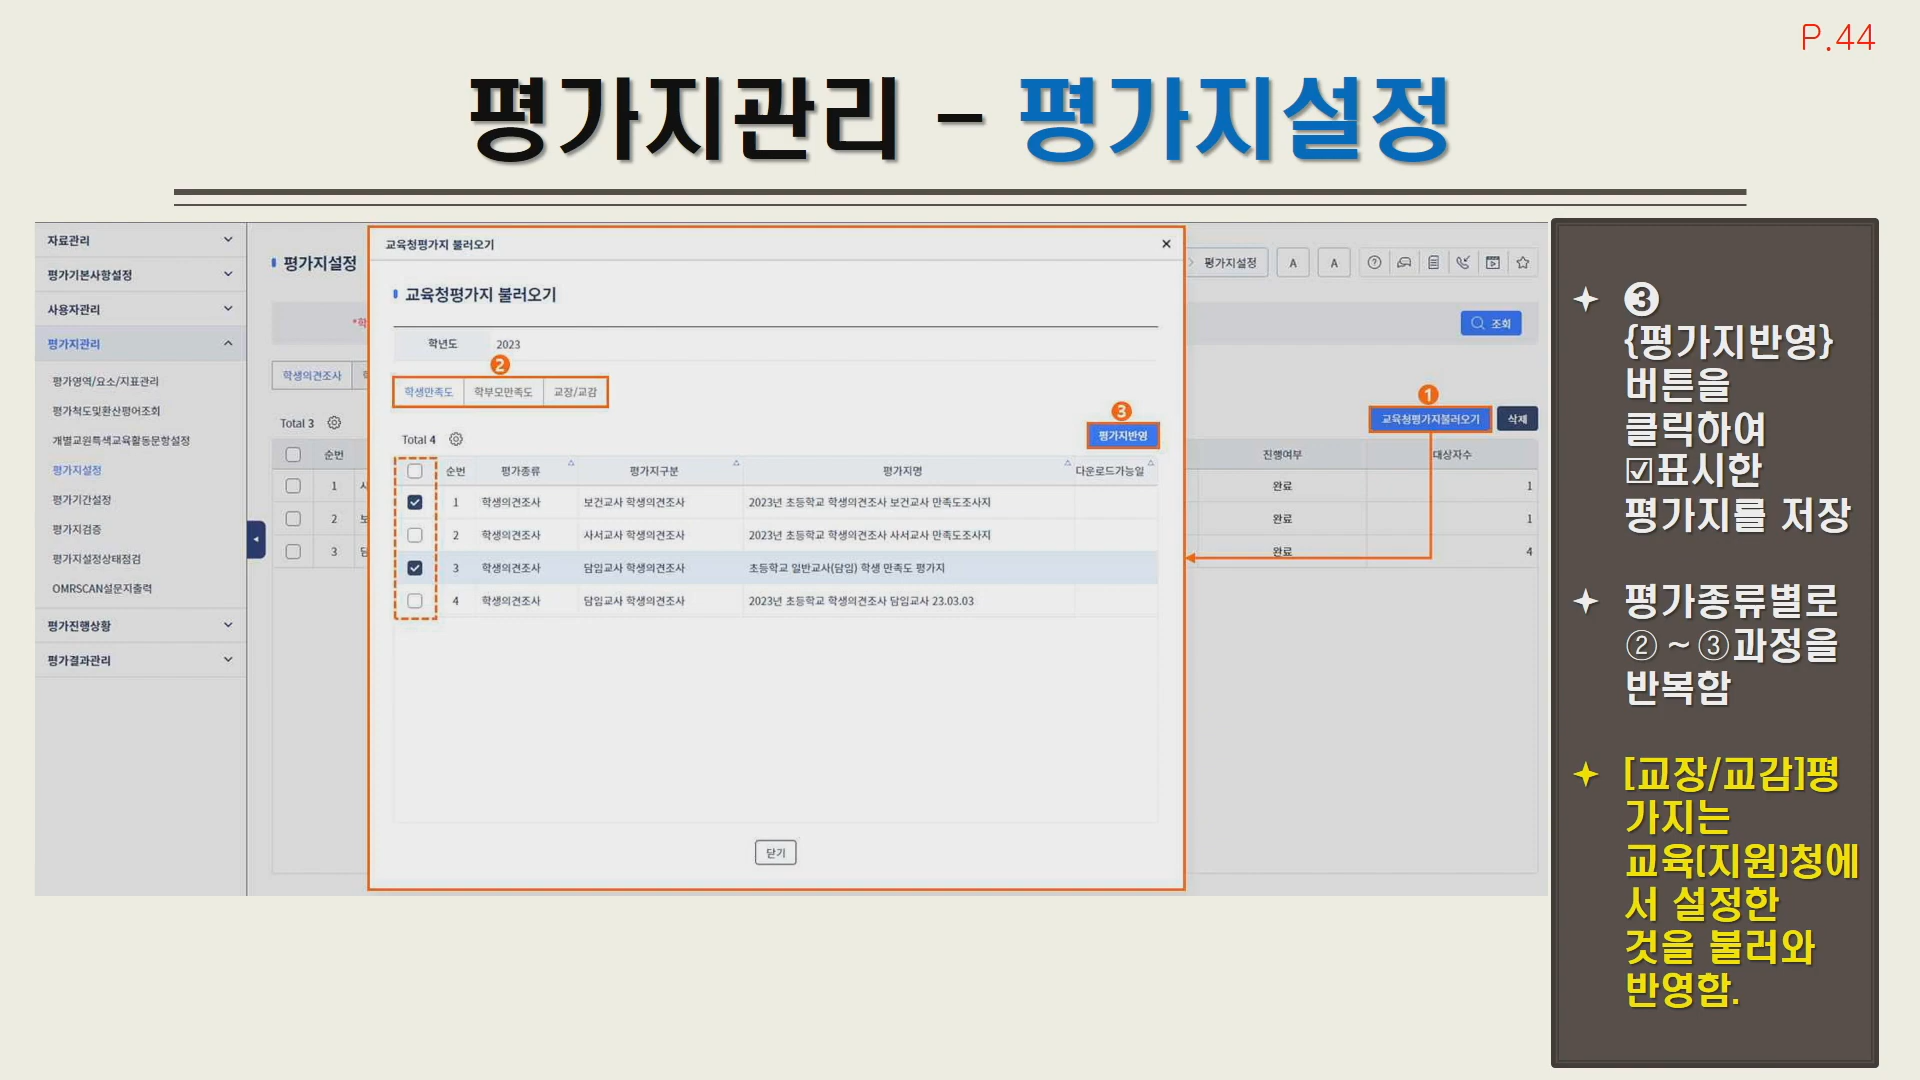 P.44
평가지관리 - 평가지설정
자료관리
평가기본사항설정
사용자관리
평가지관리
평가영역/요소/지표관리
평가척도및환산평어조회
개별교원특색교육활동문항설정
평가지설정
평가기간설정
평가지검증
평가지설정상태점검
OMRSCAN설문지출력
평가진행상황
평가결과관리
평가지설정
*학
학생의견조사
Total 3
순번
1
2
3
교육청평가지 불러오기 ×
교육청평가지 불러오기
학년도 2023
❷
학생만족도 학부모만족도 교장/교감
❸
Total 4 평가지반영
순번 평가종류 평가지구분 평가지명 다운로드가능일
1 학생의견조사 보건교사 학생의견조사 2023년 초등학교 학생의견조사 보건교사 만족도조사지
2 학생의견조사 사서교사 학생의견조사 2023년 초등학교 학생의견조사 사서교사 만족도조사지
3 학생의견조사 담임교사 학생의견조사 초등학교 일반교사(담임) 학생 만족도 평가지
4 학생의견조사 담임교사 학생의견조사 2023년 초등학교 학생의견조사 담임교사 23.03.03
닫기
> 평가지설정 A A
조회
❶
교육청평가지불러오기 삭제
진행여부 대상자수
완료 1
완료 1
완료 4
✦ ❸
{평가지반영}
버튼을
클릭하여
☑표시한
평가지를 저장
✦ 평가종류별로
②~③과정을
반복함
✦ [교장/교감]평
가지는
교육(지원)청에
서 설정한
것을 불러와
반영함.